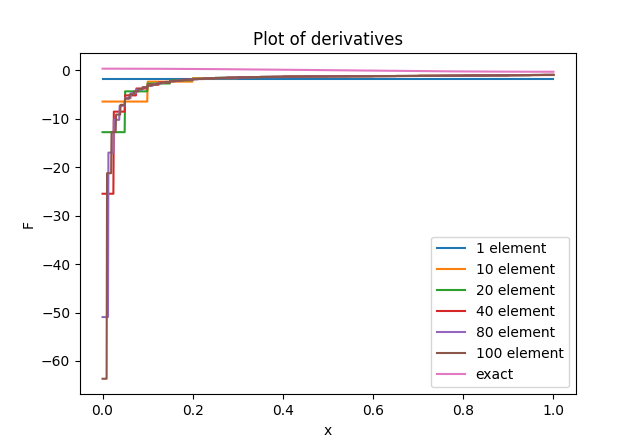 Plot of derivatives
F
0
−10
−20
−30
−40
−50
−60
1 element
10 element
20 element
40 element
80 element
100 element
exact
0.0 0.2 0.4 0.6 0.8 1.0
x